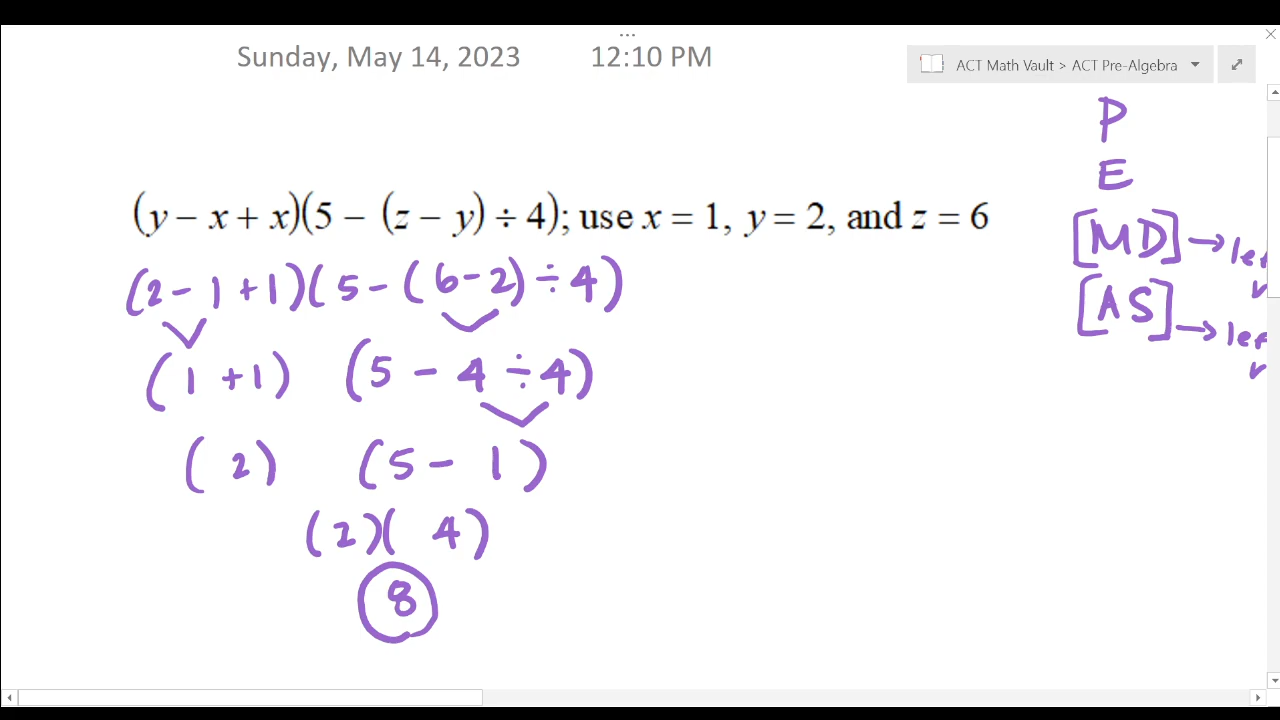 Sunday, May 14, 2023 12:10 PM
ACT Math Vault > ACT Pre-Algebra
P
E
[MD] →
[AS] →
(y − x + x)(5 − (z − y) ÷ 4); use x = 1, y = 2, and z = 6
(2 - 1 + 1)(5 - (6 - 2) ÷ 4)
(1 + 1) (5 - 4 ÷ 4)
(2) (5 - 1)
(2)(4)
8